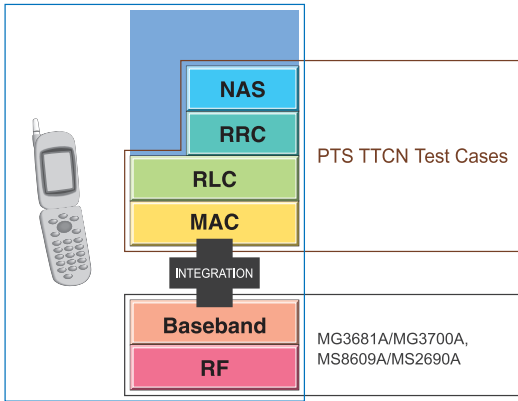 NAS
RRC
PTS TTCN Test Cases
RLC
MAC
INTEGRATION
Baseband
MG3681A/MG3700A,
MS8609A/MS2690A
RF